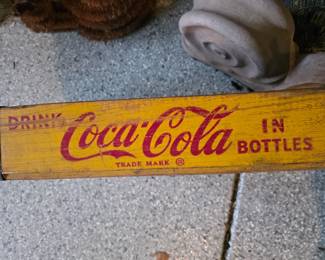 DRINK Coca-Cola IN BOTTLES
TRADE MARK ®